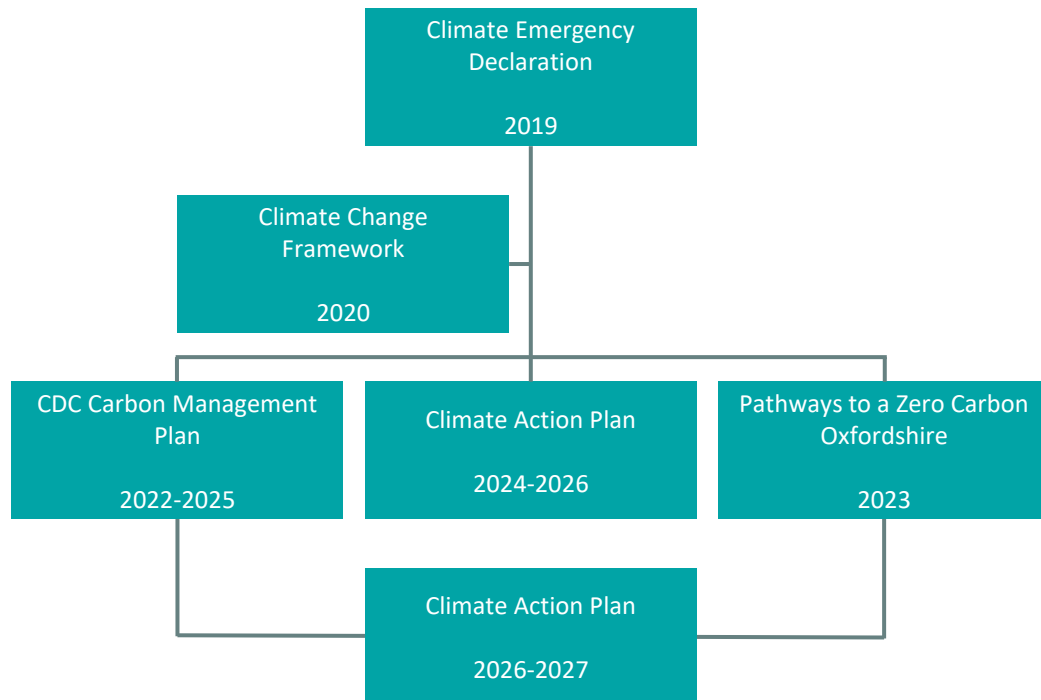 Climate Emergency
Declaration
2019
Climate Change
Framework
2020
CDC Carbon Management
Plan
2022-2025
Climate Action Plan
2024-2026
Pathways to a Zero Carbon
Oxfordshire
2023
Climate Action Plan
2026-2027